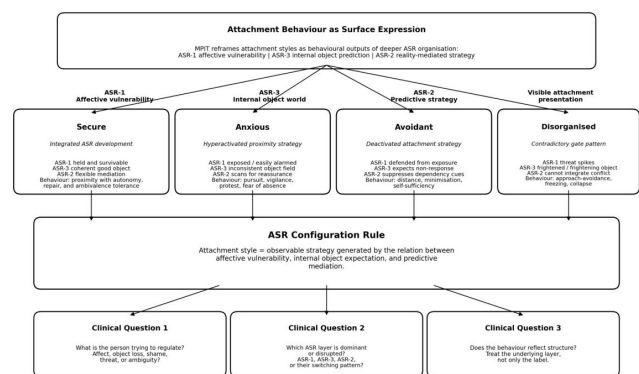 Attachment Behaviour as Surface Expression
MPIT reframes attachment styles as behavioural outputs of deeper ASR organisation:
ASR-1 affective vulnerability | ASR-3 internal object prediction | ASR-2 reality-mediated strategy
ASR-1
Affective vulnerability
ASR-3
Internal object world
ASR-2
Predictive strategy
Visible attachment
presentation
Secure
Integrated ASR development
ASR-1 held and survivable
ASR-3 coherent good object
ASR-2 flexible mediation
Behaviour: proximity with autonomy,
repair, and ambivalence tolerance
Anxious
Hyperactivated proximity strategy
ASR-1 exposed / easily alarmed
ASR-3 inconsistent object field
ASR-2 scans for reassurance
Behaviour: pursuit, vigilance,
protest, fear of absence
Avoidant
Deactivated attachment strategy
ASR-1 defended from exposure
ASR-3 expects non-response
ASR-2 suppresses dependency cues
Behaviour: distance, minimisation,
self-sufficiency
Disorganised
Contradictory gate pattern
ASR-1 threat spikes
ASR-3 frightened / frightening object
ASR-2 cannot integrate conflict
Behaviour: approach-avoidance,
freezing, collapse
ASR Configuration Rule
Attachment style = observable strategy generated by the relation between
affective vulnerability, internal object expectation, and predictive
mediation.
Clinical Question 1
What is the person trying to regulate?
Affect, object loss, shame,
threat, or ambiguity?
Clinical Question 2
Which ASR layer is dominant
or disrupted?
ASR-1, ASR-3, ASR-2,
or their switching pattern?
Clinical Question 3
Does the behaviour reflect structure?
Treat the underlying layer,
not only the label.